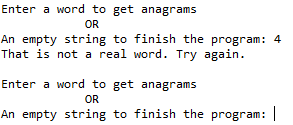 Enter a word to get anagrams
OR
An empty string to finish the program: 4
That is not a real word. Try again.
Enter a word to get anagrams
OR
An empty string to finish the program: